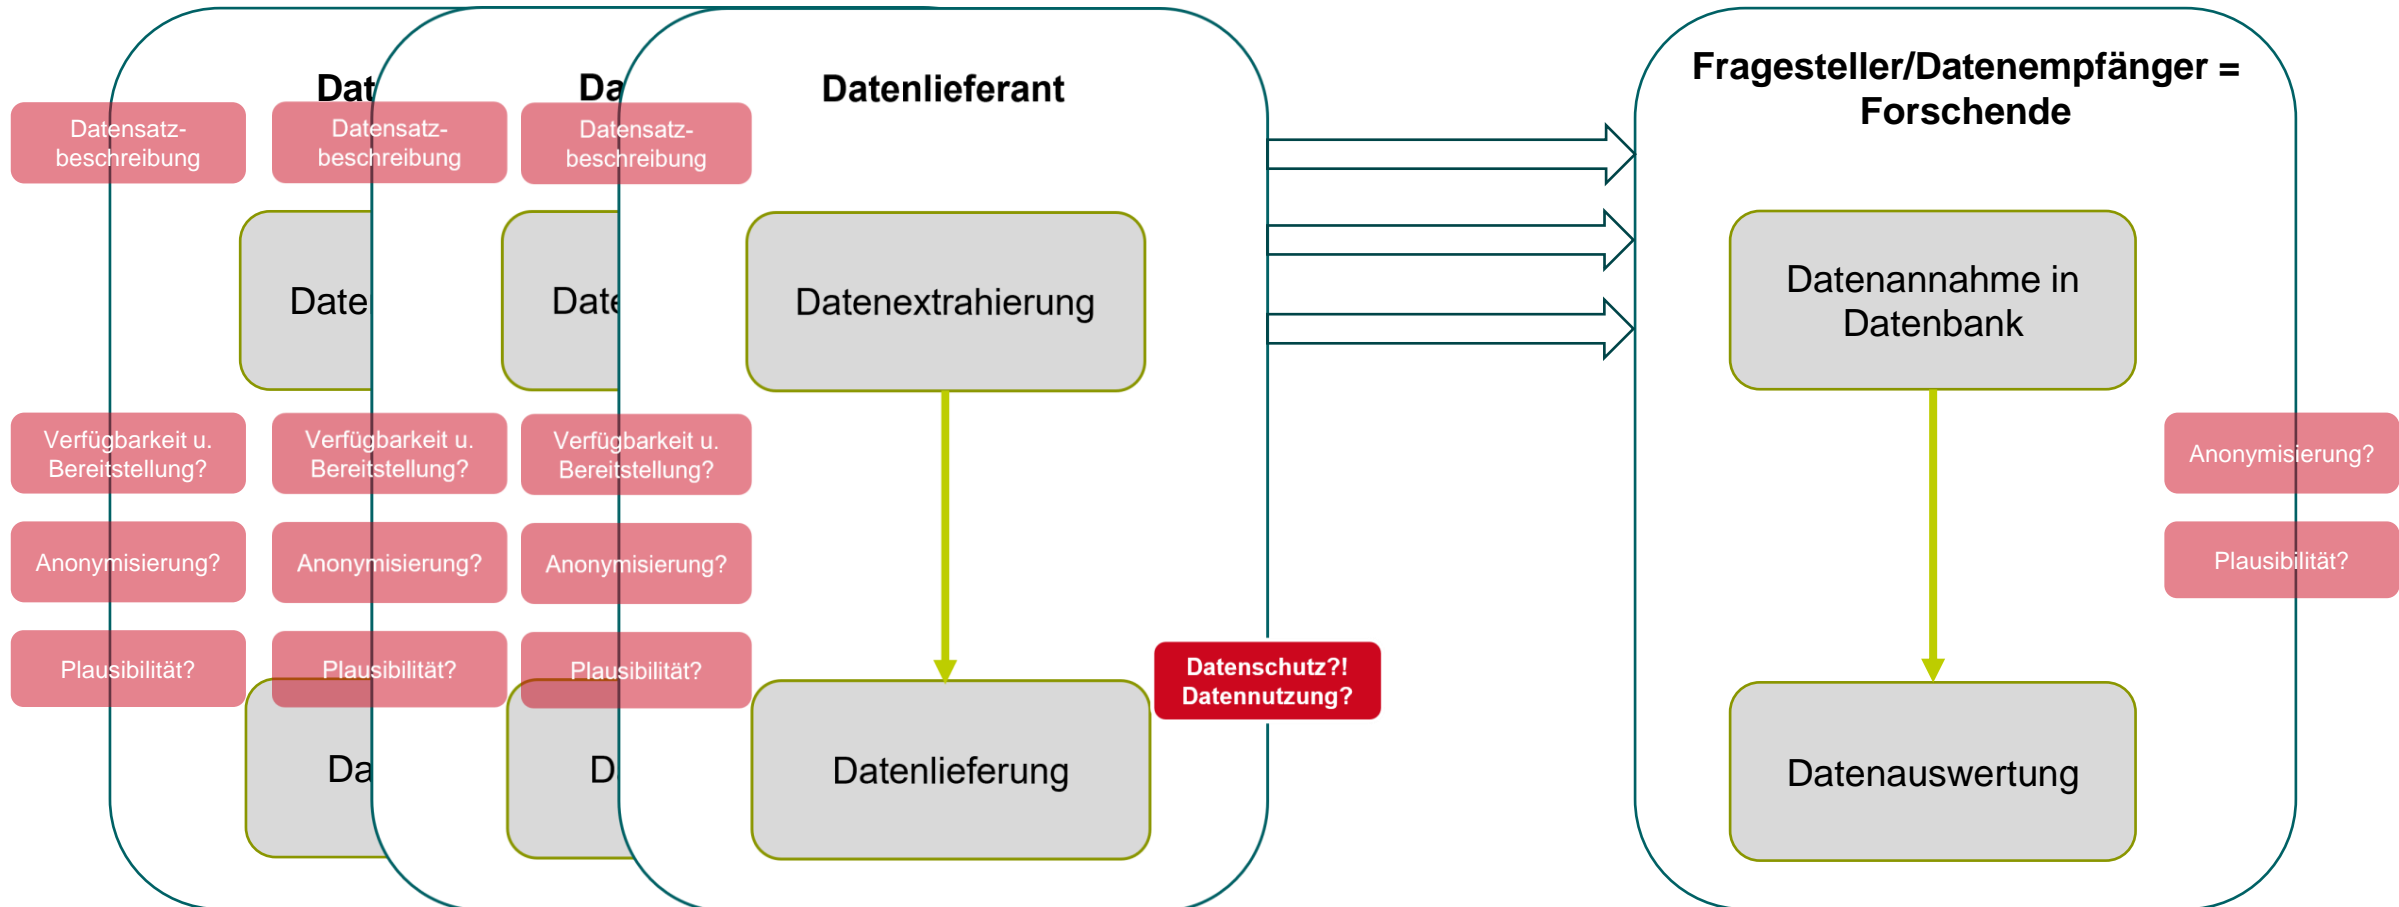 Dat
Da
Datenlieferant
Fragesteller/Datenempfänger =
Forschende
Datensatz-
beschreibung
Datensatz-
beschreibung
Datensatz-
beschreibung
Date
Date
Datenextrahierung
Datenannahme in
Datenbank
Verfügbarkeit u.
Bereitstellung?
Verfügbarkeit u.
Bereitstellung?
Verfügbarkeit u.
Bereitstellung?
Anonymisierung?
Anonymisierung?
Anonymisierung?
Anonymisierung?
Plausibilität?
Plausibilität?
Plausibilität?
Plausibilität?
Datenschutz?!
Datennutzung?
Da
D
Datenlieferung
Datenauswertung